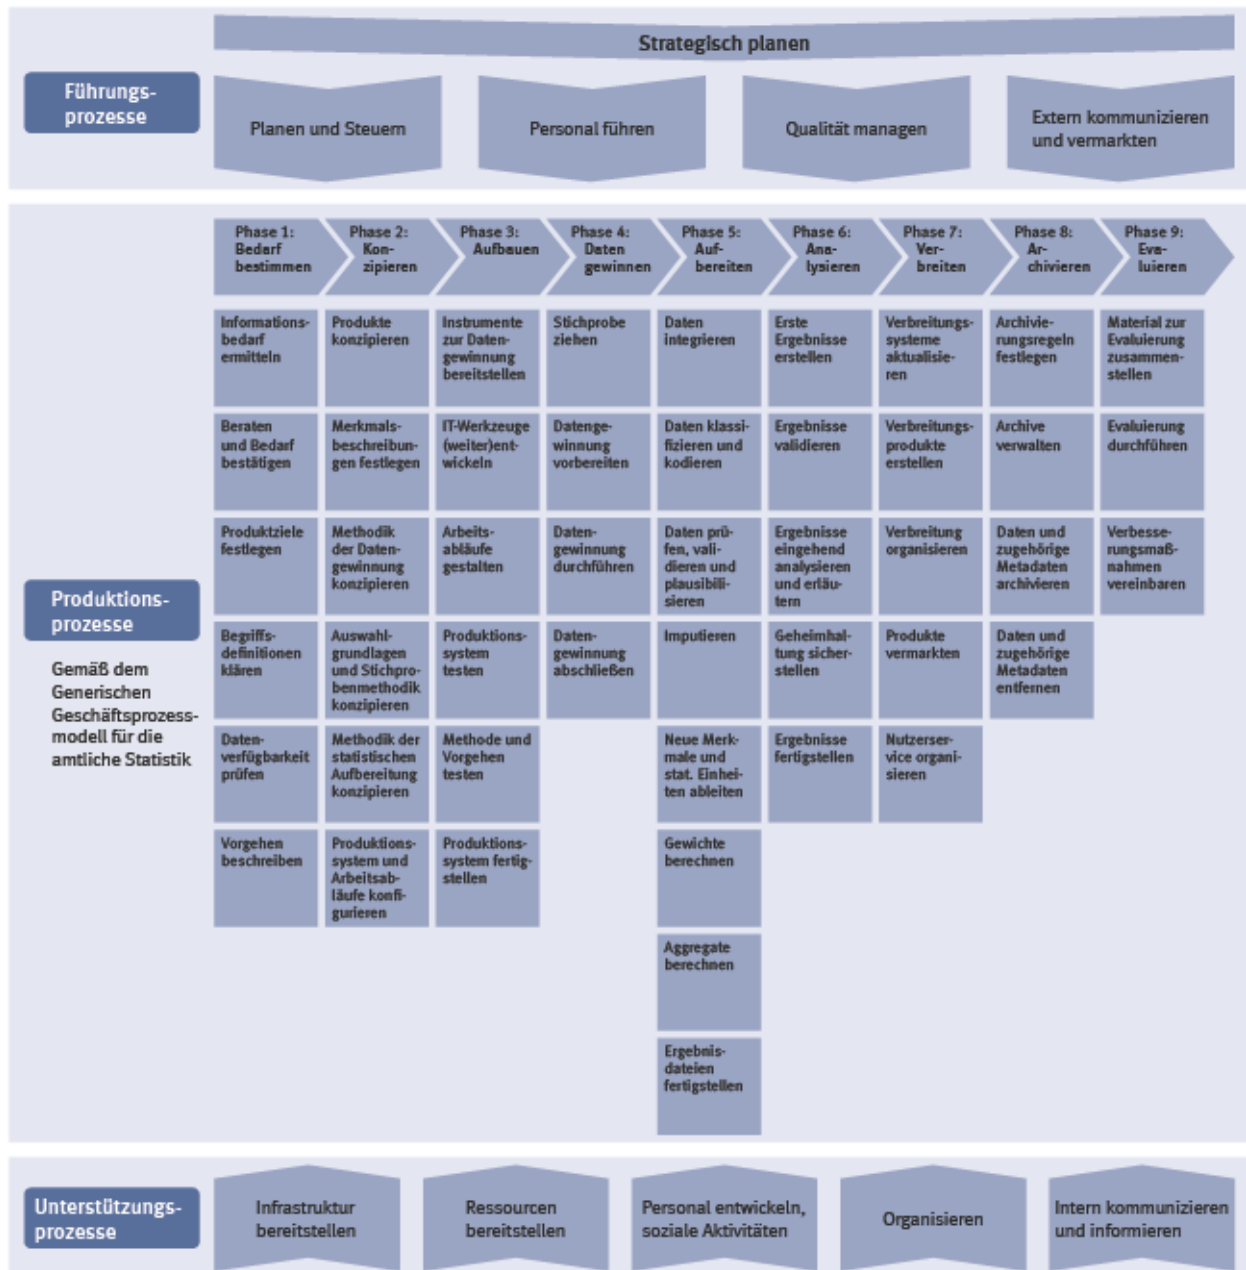 Strategisch planen
Führungs-
prozesse
Planen und Steuern
Personal führen
Qualität managen
Extern kommunizieren
und vermarkten
Phase 1:
Bedarf
bestimmen
Phase 2:
Kon-
zipieren
Phase 3:
Aufbauen
Phase 4:
Daten
gewinnen
Phase 5:
Auf-
bereiten
Phase 6:
Ana-
lysieren
Phase 7:
Ver-
breiten
Phase 8:
Ar-
chivieren
Phase 9:
Eva-
luieren
Produktions-
prozesse
Gemäß dem
Generischen
Geschäftsprozess-
modell für die
amtliche Statistik
Informations-
bedarf
ermitteln
Beraten
und Bedarf
bestätigen
Produktziele
festlegen
Begriffs-
definitionen
klären
Daten-
verfügbarkeit
prüfen
Vorgehen
beschreiben
Produkte
konzipieren
Merkmals-
beschreibun-
gen festlegen
Methodik
der Daten-
gewinnung
konzipieren
Auswahl-
grundlagen
und Stichpro-
benmethodik
konzipieren
Methodik der
statistischen
Aufbereitung
konzipieren
Produktions-
system und
Arbeitsab-
läufe konfi-
gurieren
Instrumente
zur Daten-
gewinnung
bereitstellen
IT-Werkzeuge
(weiter)ent-
wickeln
Arbeits-
abläufe
gestalten
Produktions-
system
testen
Methode und
Vorgehen
testen
Produktions-
system fertig-
stellen
Stichprobe
ziehen
Datenge-
winnung
vorbereiten
Daten-
gewinnung
durchführen
Daten-
gewinnung
abschließen
Daten
integrieren
Daten klassi-
fizieren und
kodieren
Daten prü-
fen, vali-
dieren und
plausibili-
sieren
Imputieren
Neue Merk-
male und
stat. Einhei-
ten ableiten
Gewichte
berechnen
Aggregate
berechnen
Ergebnis-
dateien
fertigstellen
Erste
Ergebnisse
erstellen
Ergebnisse
validieren
Ergebnisse
eingehend
analysieren
und erläu-
tern
Geheimhal-
tung sicher-
stellen
Ergebnisse
fertigstellen
Verbreitungs-
systeme
aktualisie-
ren
Verbreitungs-
produkte
erstellen
Verbreitung
organisieren
Produkte
vermarkten
Nutzerser-
vice organi-
sieren
Archivie-
rungsregeln
festlegen
Archive
verwalten
Daten und
zugehörige
Metadaten
archivieren
Daten und
zugehörige
Metadaten
entfernen
Material zur
Evaluierung
zusammen-
stellen
Evaluierung
durchführen
Verbesse-
rungsmaß-
nahmen
vereinbaren
Unterstützungs-
prozesse
Infrastruktur
bereitstellen
Ressourcen
bereitstellen
Personal entwickeln,
soziale Aktivitäten
Organisieren
Intern kommunizieren
und informieren